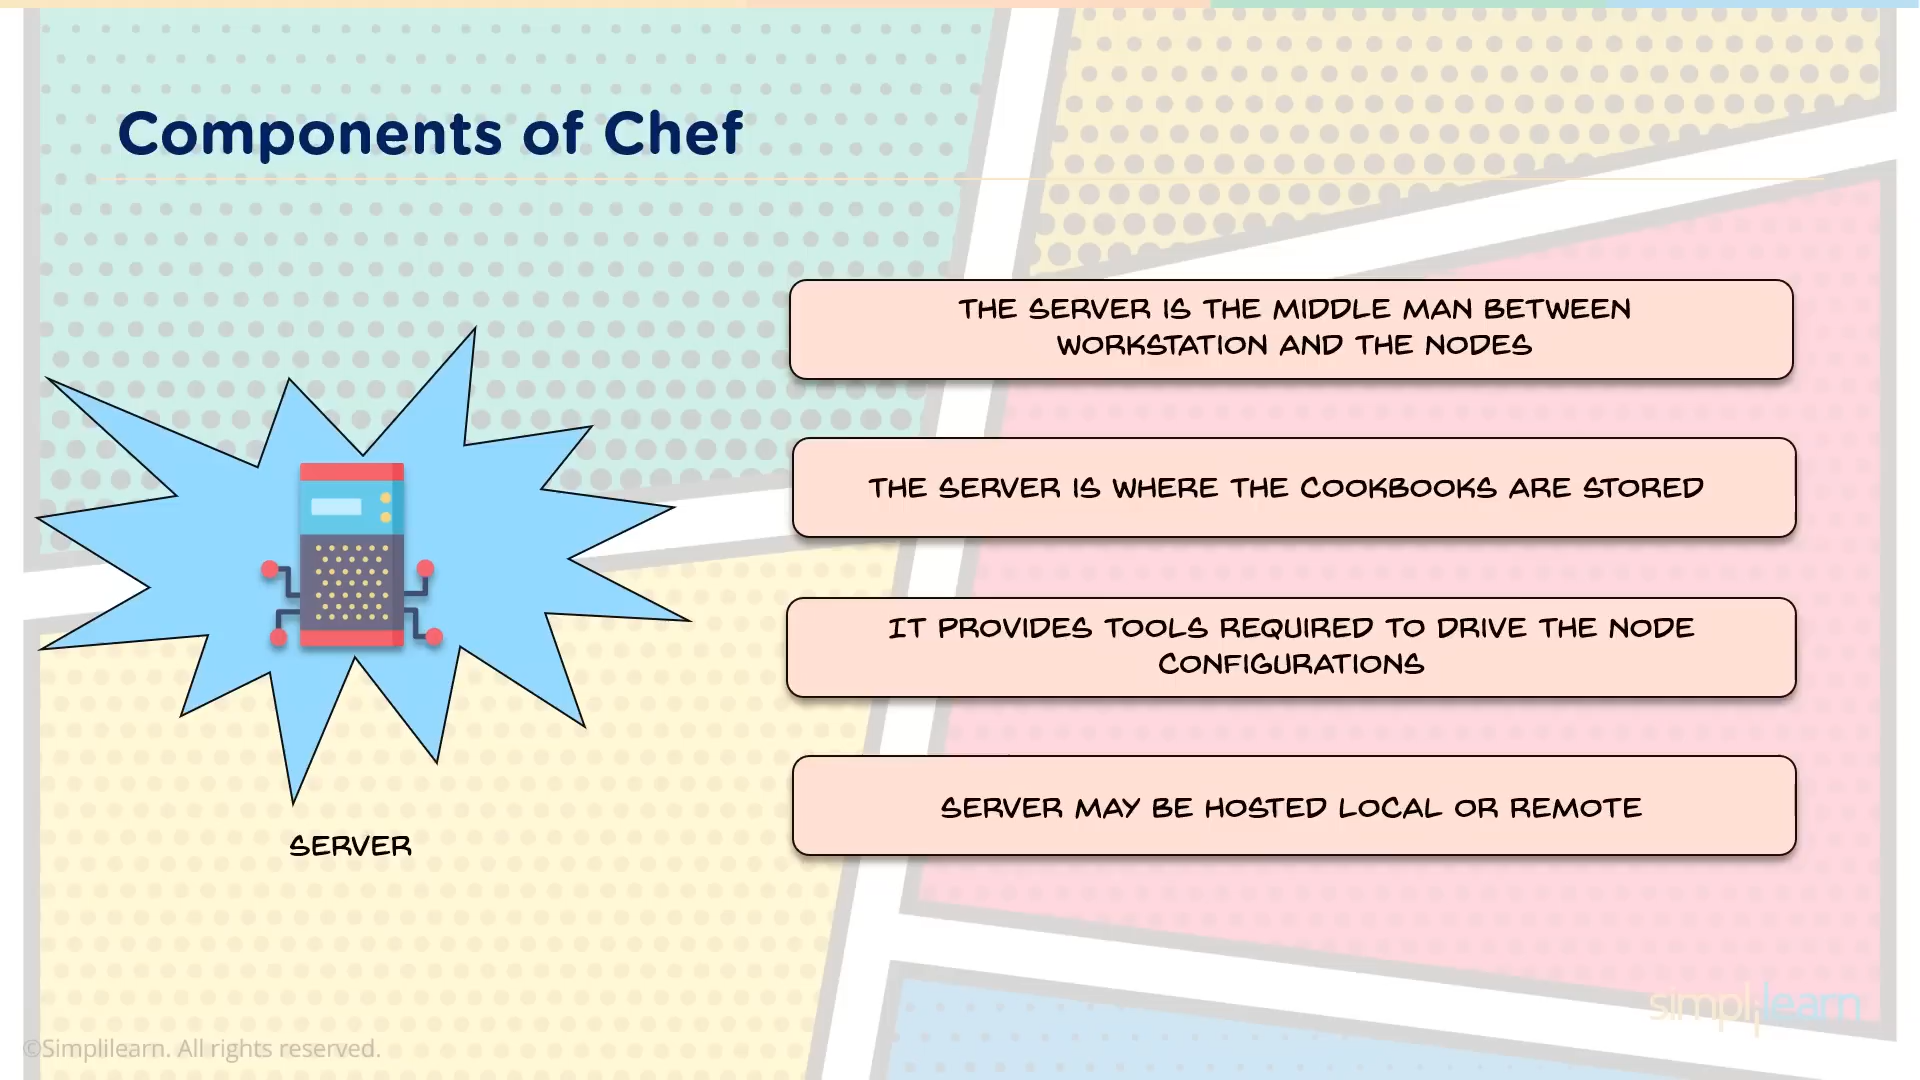 Components of Chef
THE SERVER IS THE MIDDLE MAN BETWEEN
WORKSTATION AND THE NODES
THE SERVER IS WHERE THE COOKBOOKS ARE STORED
IT PROVIDES TOOLS REQUIRED TO DRIVE THE NODE
CONFIGURATIONS
SERVER MAY BE HOSTED LOCAL OR REMOTE
SERVER
simplilearn
©Simplilearn. All rights reserved.